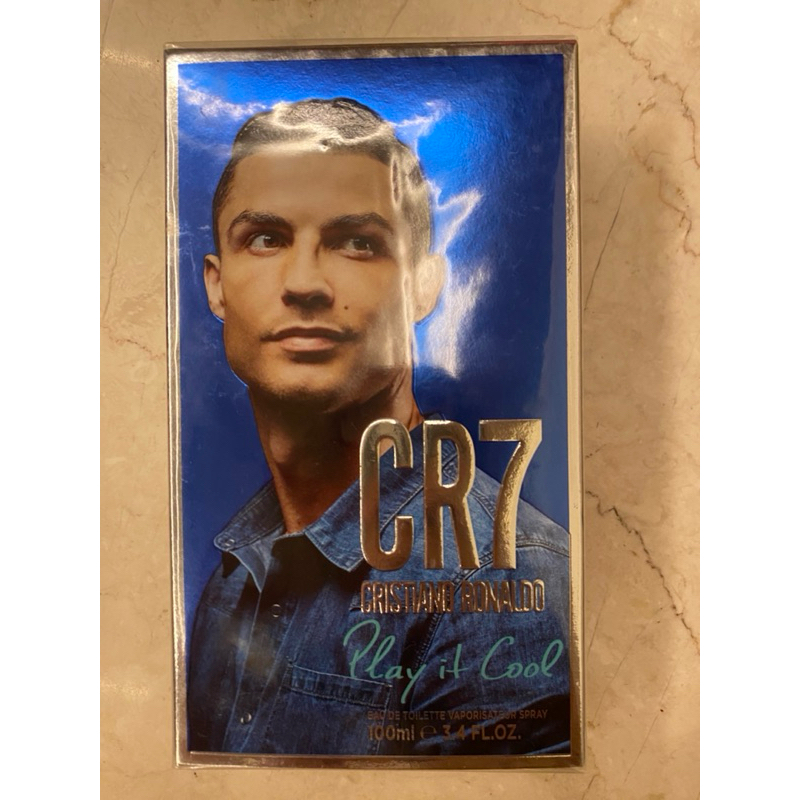 CR7
CRISTIANO RONALDO
Play it Cool
EAU DE TOILETTE VAPORISATEUR SPRAY
100ml ℮ 3.4 FL.OZ.